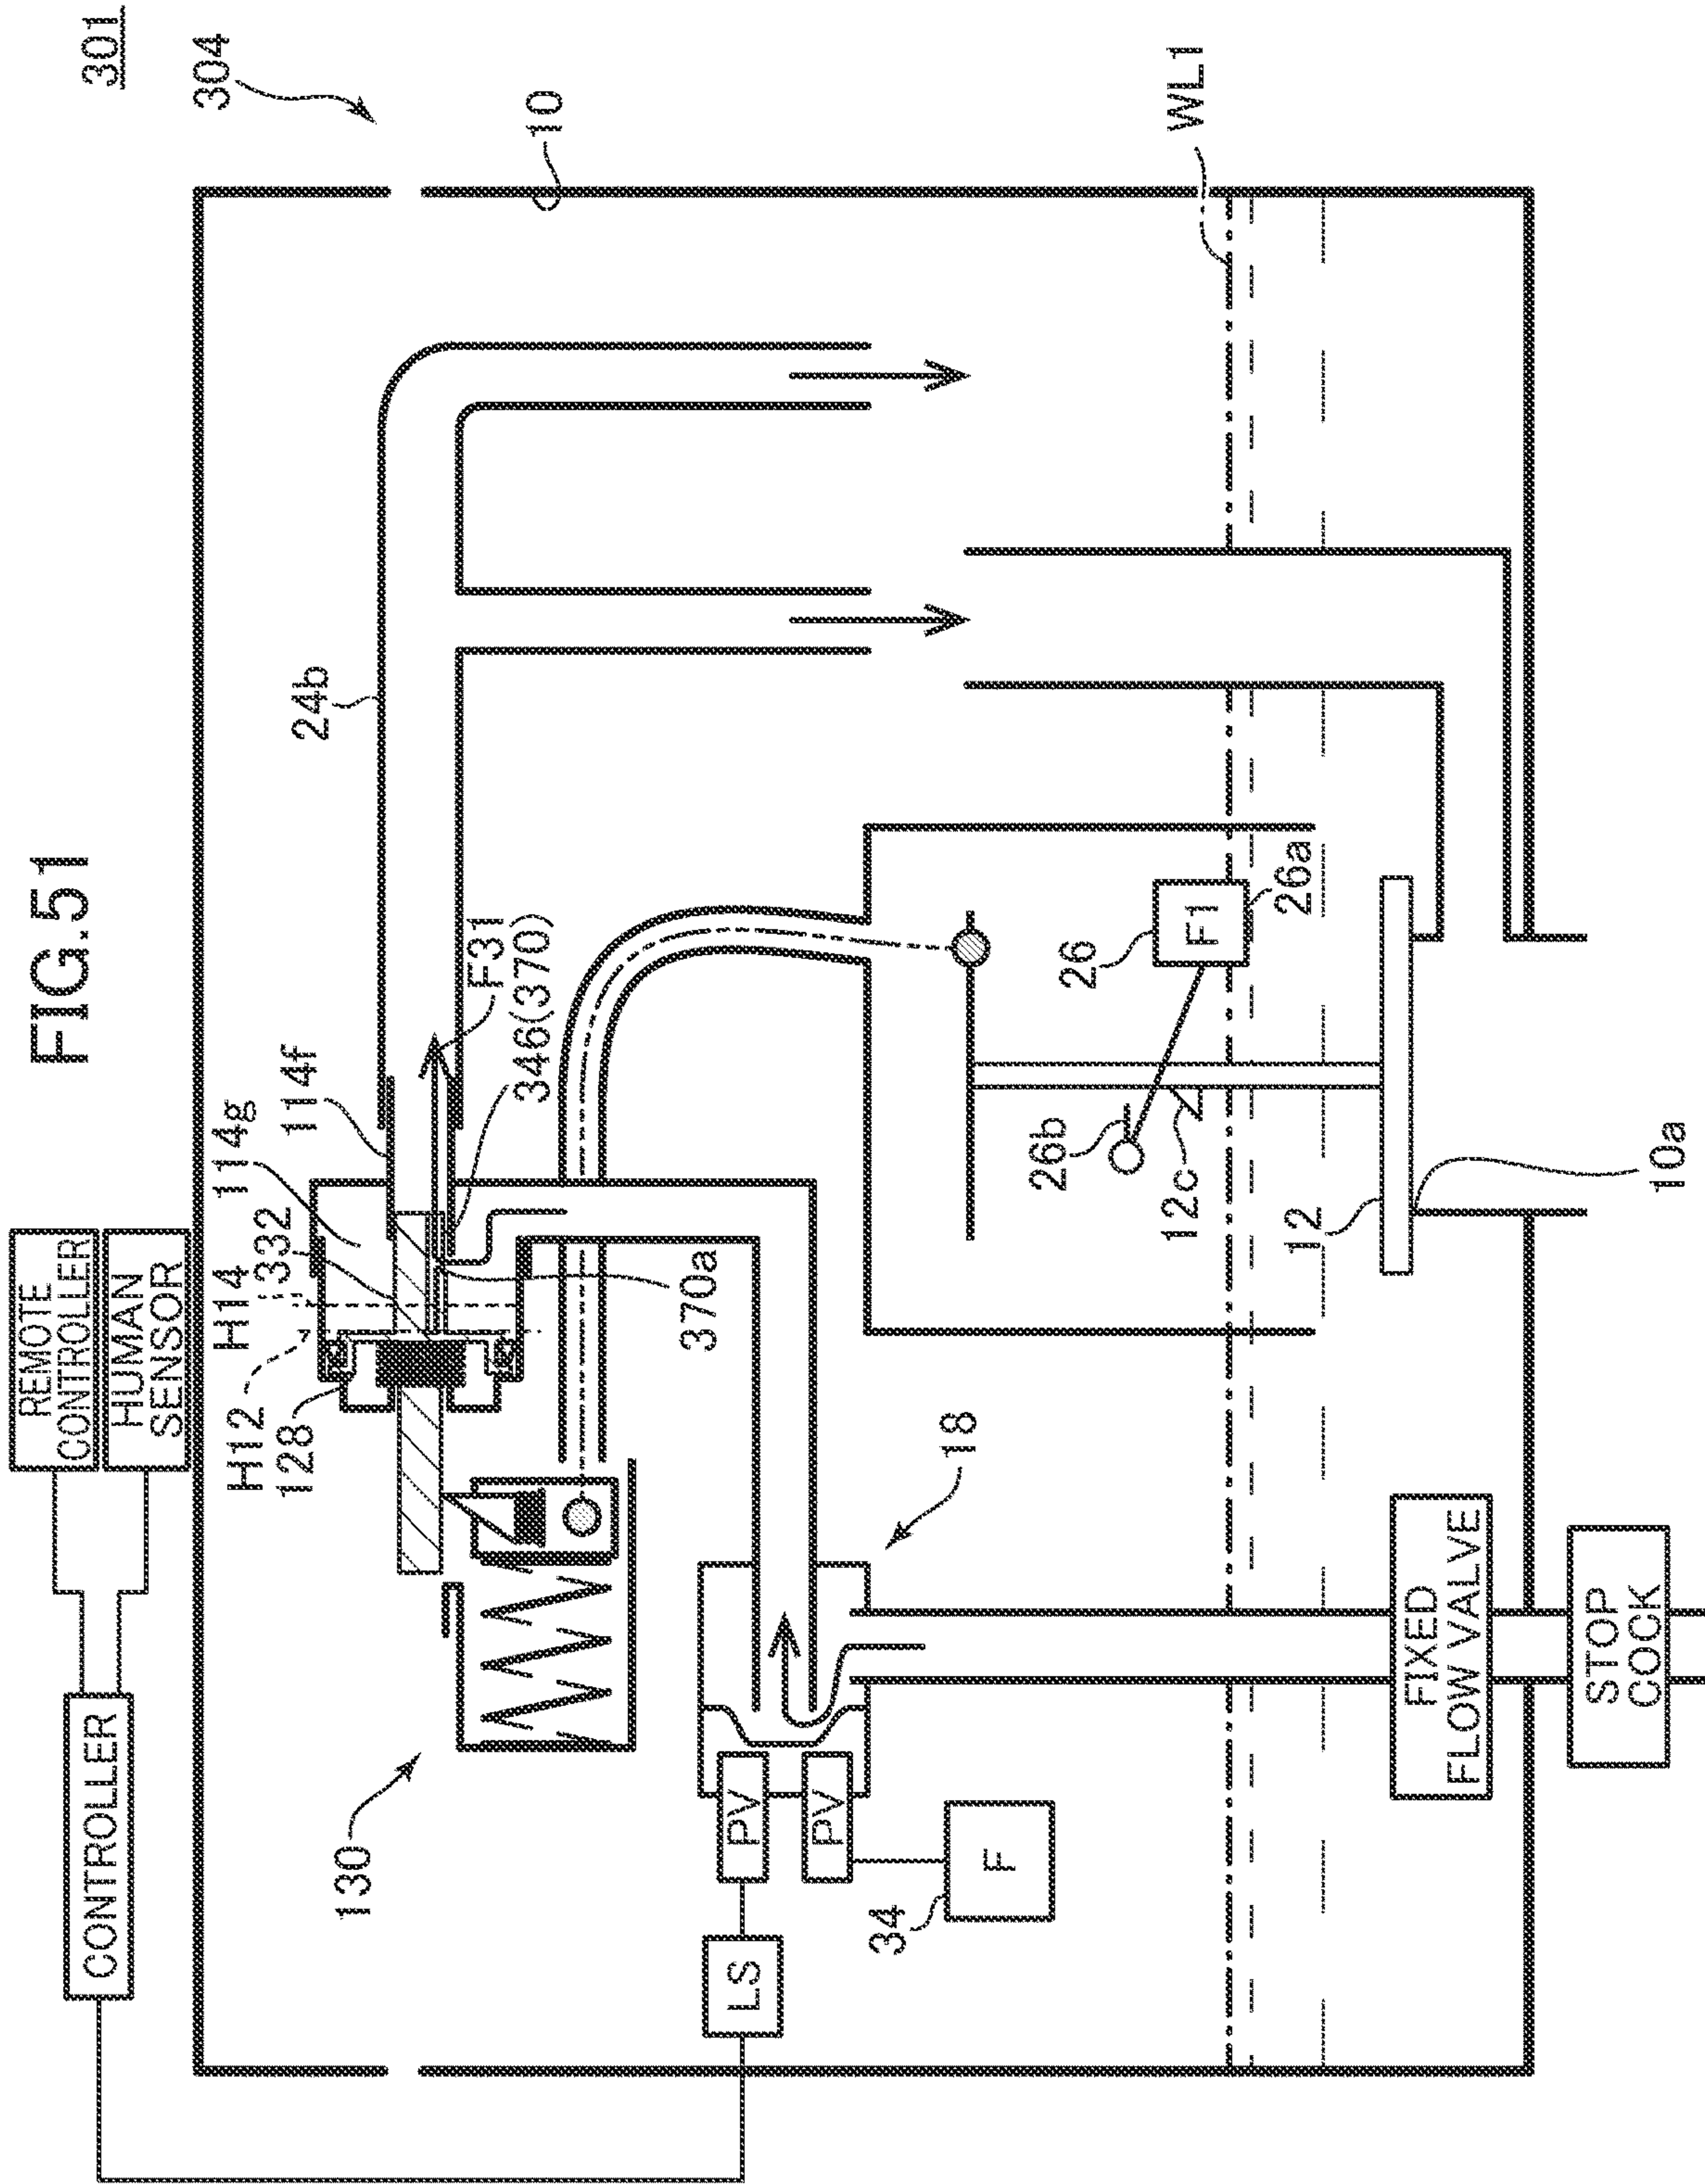 FIG.51
301
304
REMOTE
CONTROLLER
HUMAN
SENSOR
CONTROLLER
H12
128
H14
332
114g
114f
24b
10
F31
346(370)
370a
130
18
LS
PV
PV
34
F
WL1
26
F1
26a
26b
12c
12
10a
FIXED
FLOW VALVE
STOP
COCK